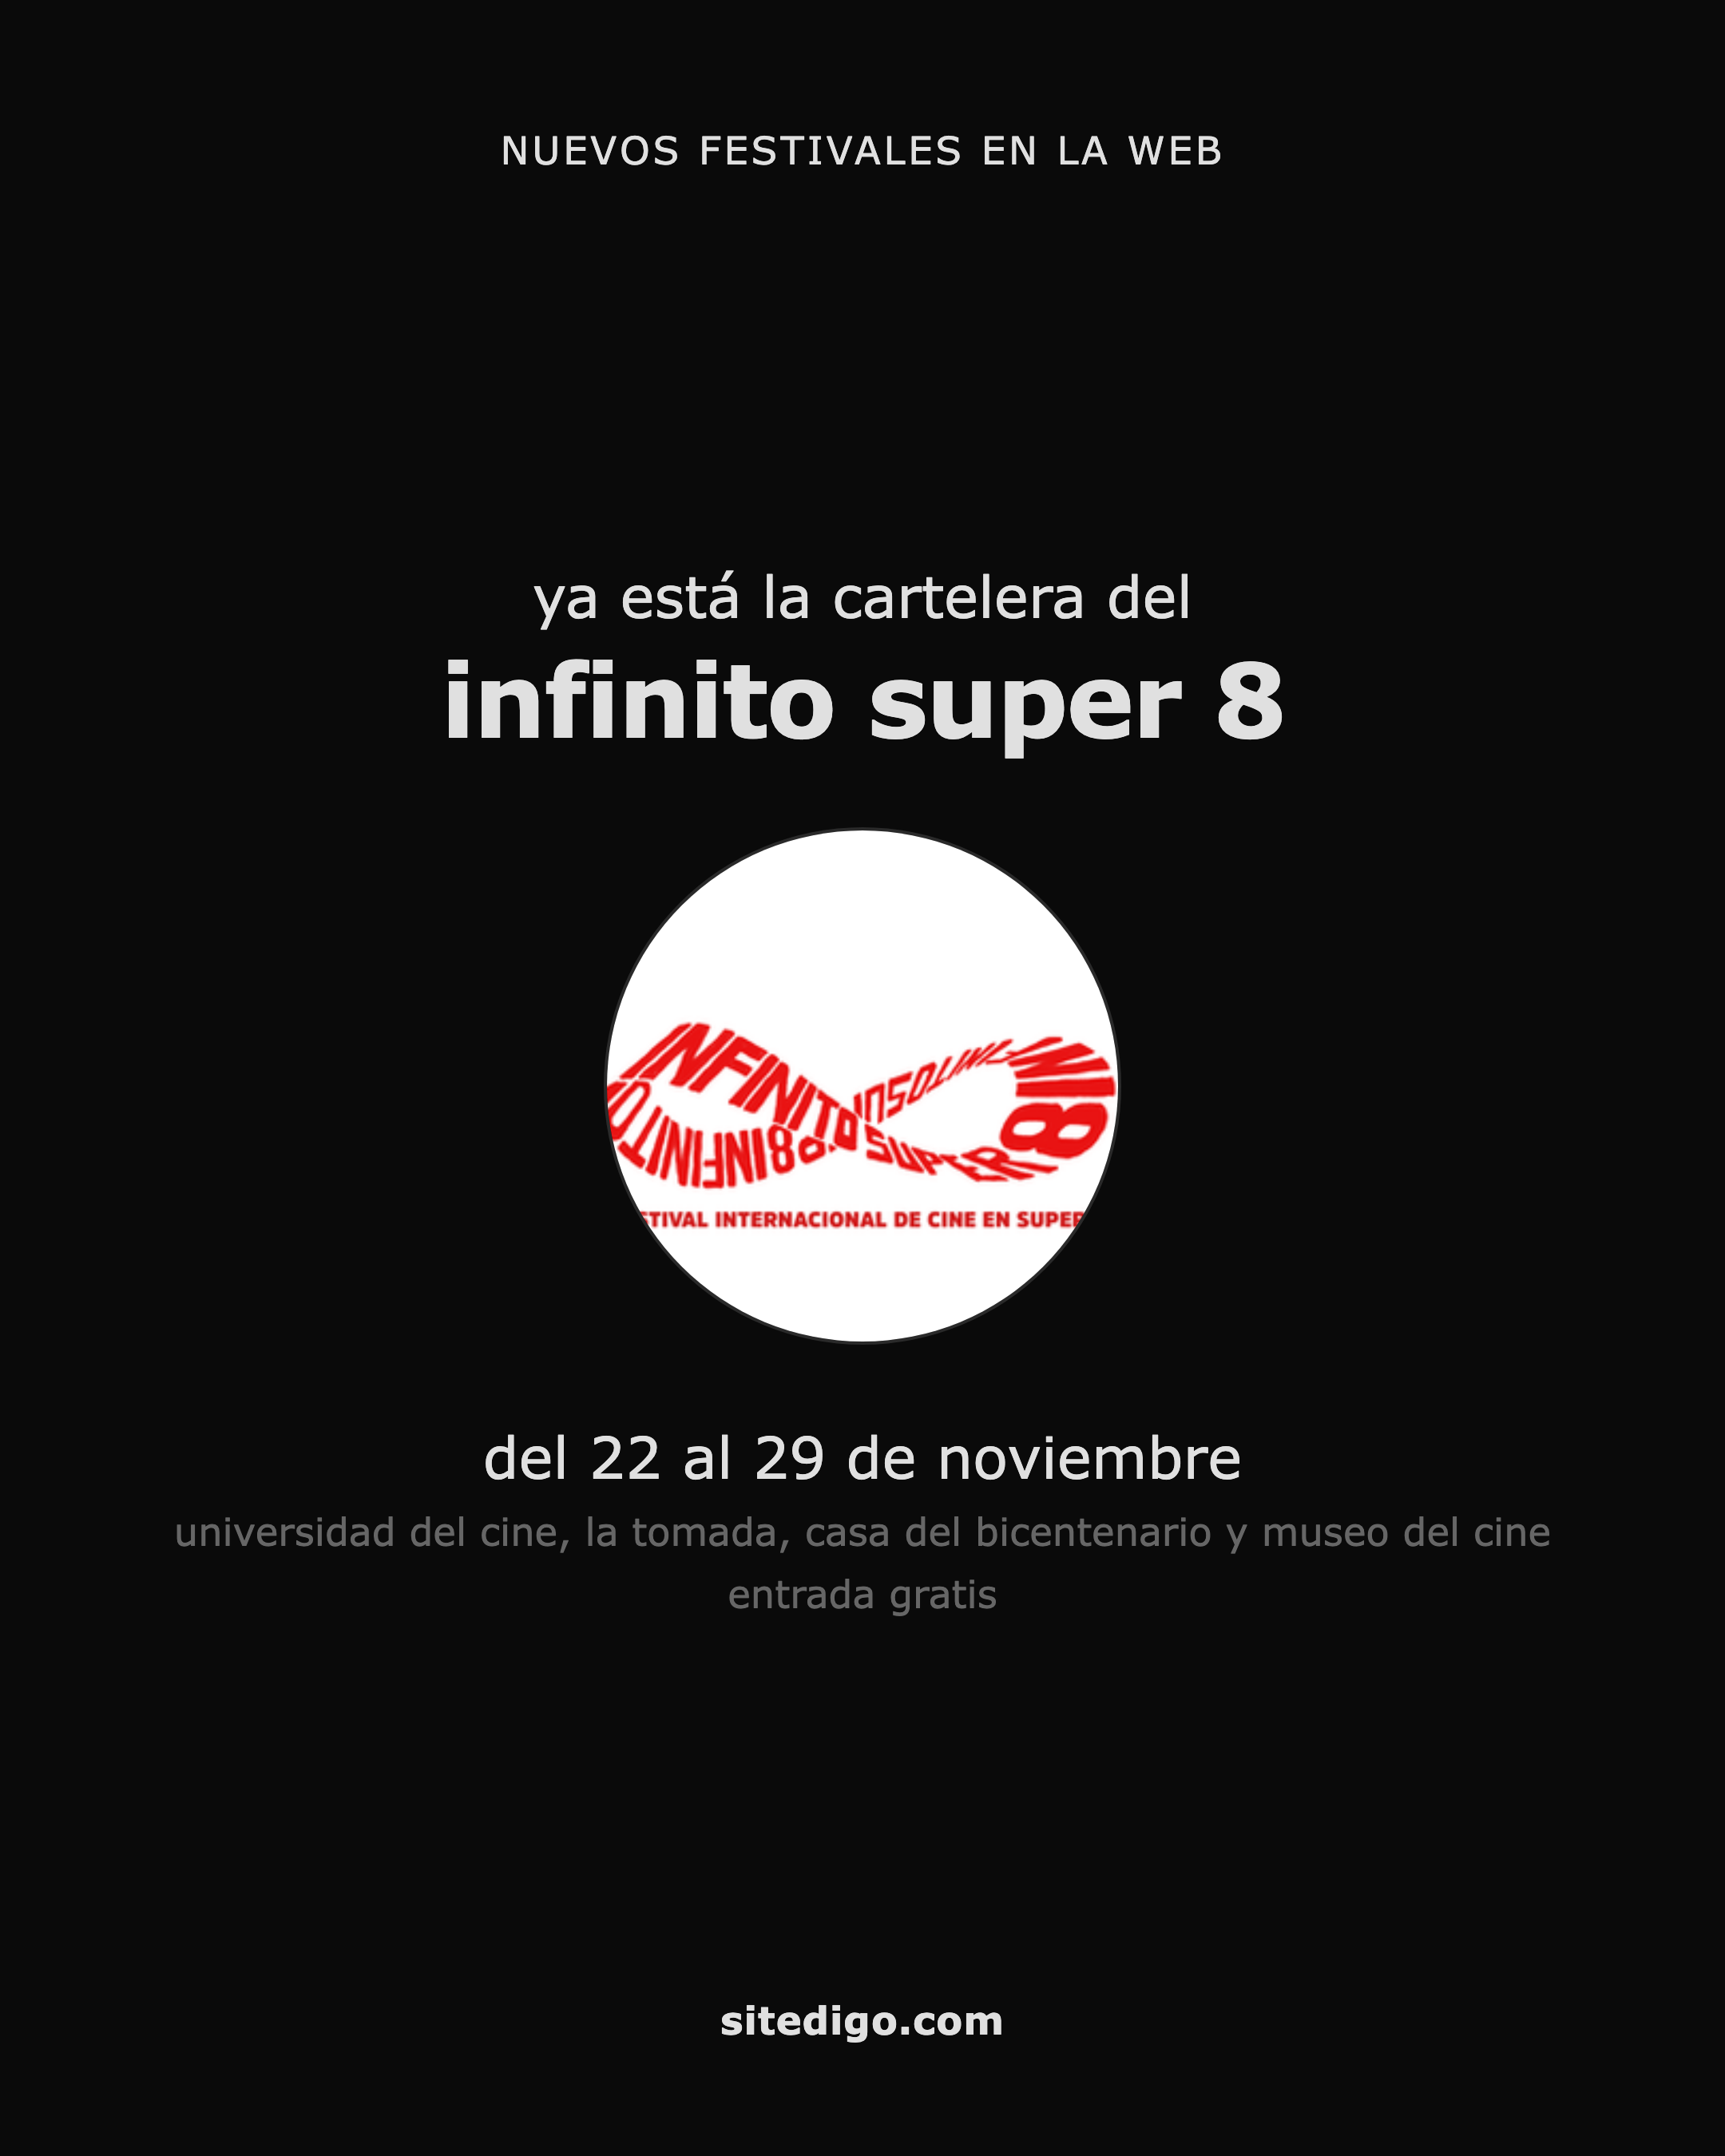 NUEVOS FESTIVALES EN LA WEB
ya está la cartelera del
infinito super 8
INFINITO SUPER 8
INFINITO
STIVAL INTERNACIONAL DE CINE EN SUPER
del 22 al 29 de noviembre
universidad del cine, la tomada, casa del bicentenario y museo del cine
entrada gratis
sitedigo.com